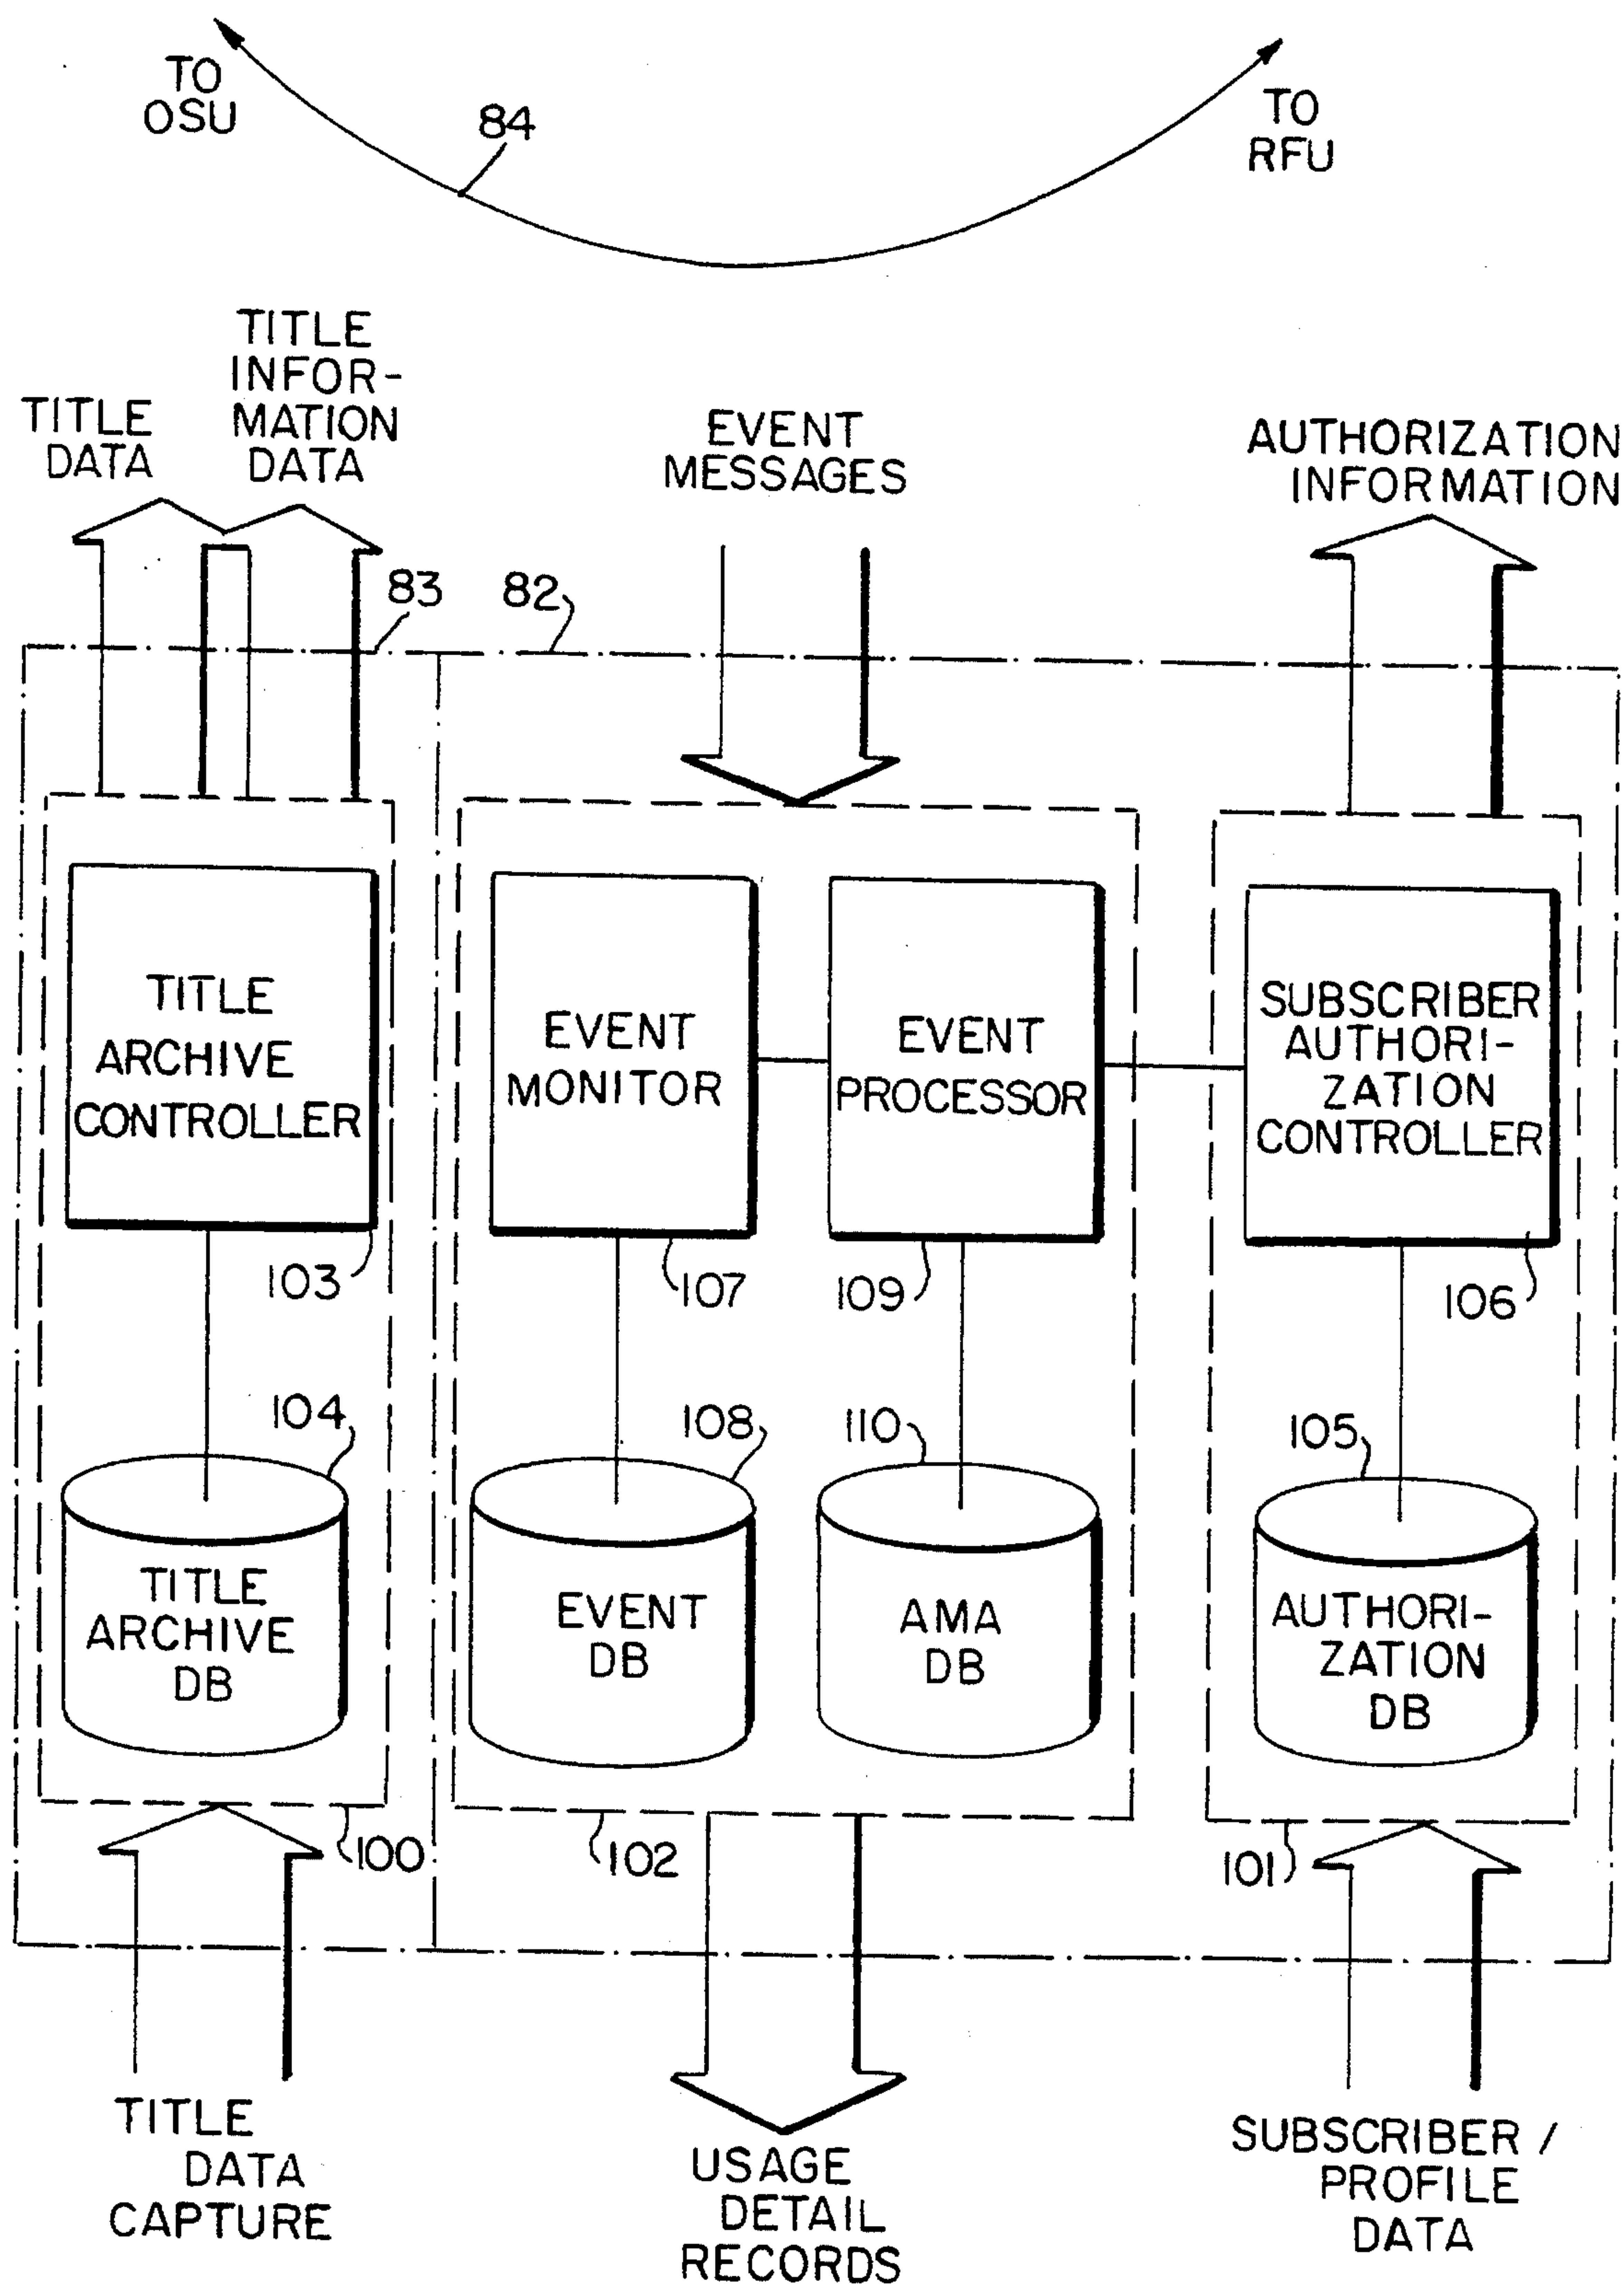 TO
OSU
84
TO
RFU
TITLE
DATA
TITLE
INFOR-
MATION
DATA
EVENT
MESSAGES
AUTHORIZATION
INFORMATION
83
82
TITLE
ARCHIVE
CONTROLLER
EVENT
MONITOR
EVENT
PROCESSOR
SUBSCRIBER
AUTHORI-
ZATION
CONTROLLER
103
107
109
106
104
108
110
105
TITLE
ARCHIVE
DB
EVENT
DB
AMA
DB
AUTHORI-
ZATION
DB
100
102
101
TITLE
DATA
CAPTURE
USAGE
DETAIL
RECORDS
SUBSCRIBER /
PROFILE
DATA